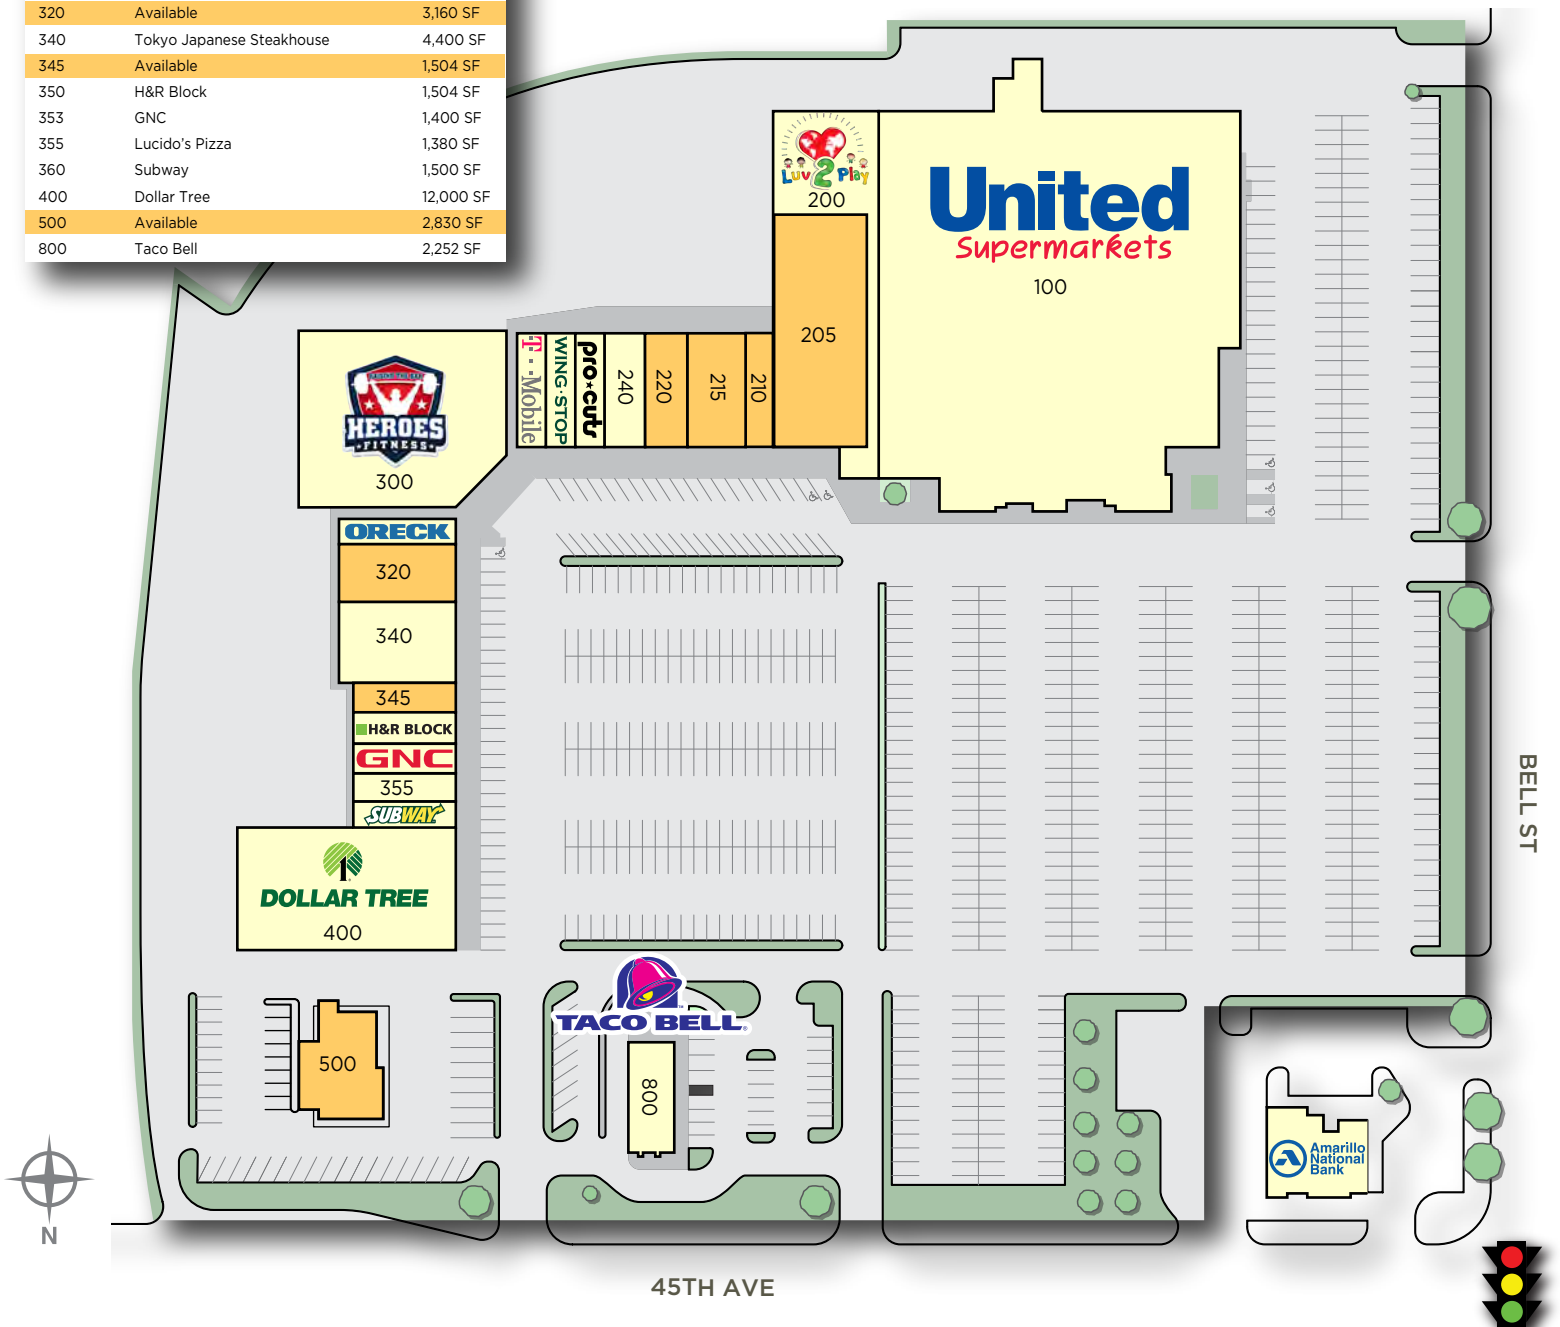 320 Available 3,160 SF
340 Tokyo Japanese Steakhouse 4,400 SF
345 Available 1,504 SF
350 H&R Block 1,504 SF
353 GNC 1,400 SF
355 Lucido's Pizza 1,380 SF
360 Subway 1,500 SF
400 Dollar Tree 12,000 SF
500 Available 2,830 SF
800 Taco Bell 2,252 SF
Luv 2 Play
200
United
Supermarkets
100
205
T··Mobile
WING·STOP
pro★cuts
240
220
215
210
HEROES
FITNESS
300
ORECK
320
340
345
H&R BLOCK
GNC
355
SUBWAY
DOLLAR TREE
400
TACO BELL
500
800
Amarillo
National
Bank
BELL ST
45TH AVE
N